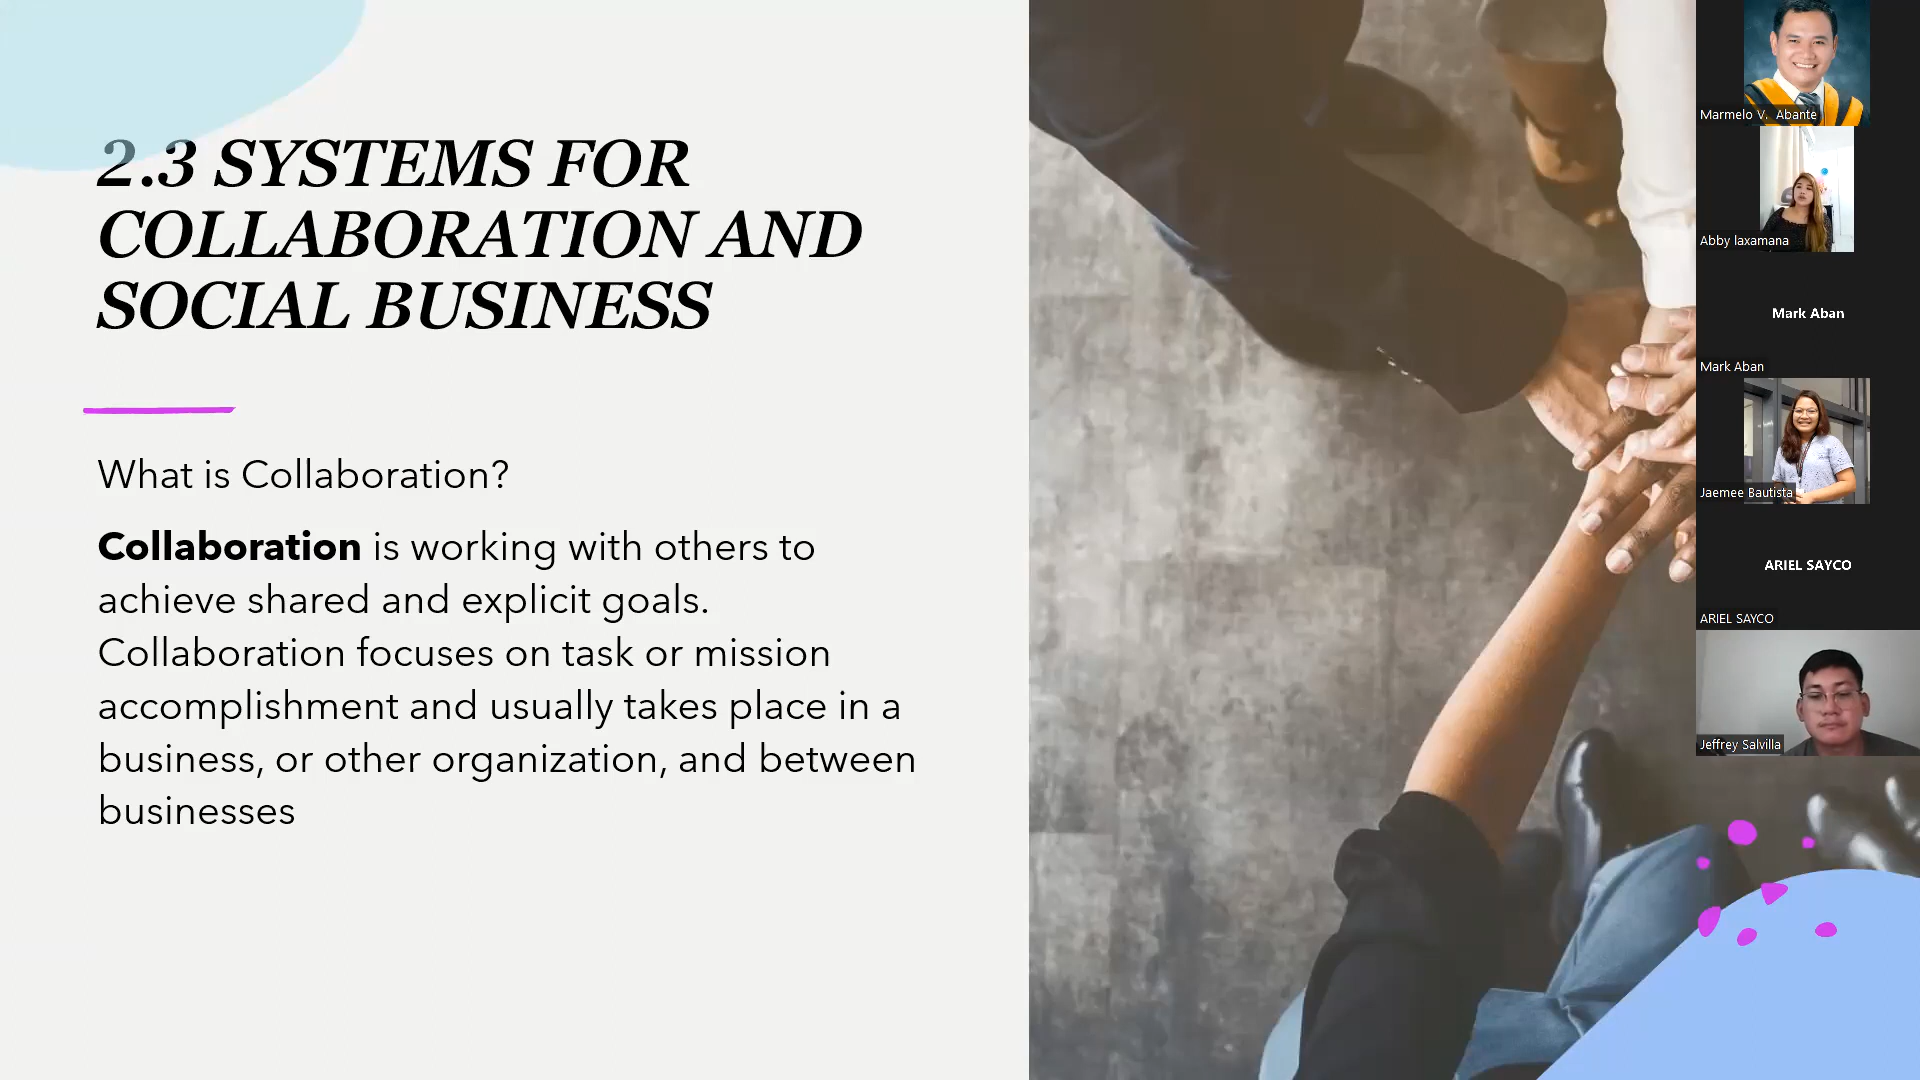 2.3 SYSTEMS FOR
COLLABORATION AND
SOCIAL BUSINESS
What is Collaboration?
Collaboration is working with others to
achieve shared and explicit goals.
Collaboration focuses on task or mission
accomplishment and usually takes place in a
business, or other organization, and between
businesses
Marmelo V. Abante
Abby laxamana
Mark Aban
Mark Aban
Jaemee Bautista
ARIEL SAYCO
ARIEL SAYCO
Jeffrey Salvilla